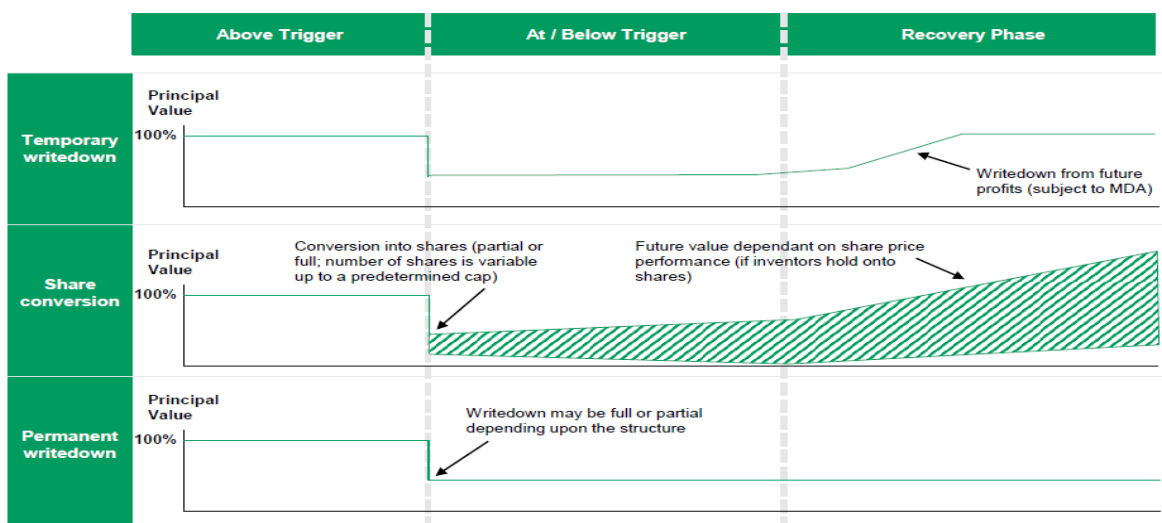 Above Trigger
At / Below Trigger
Recovery Phase
Temporary
writedown
Principal
Value
100%
Writedown from future
profits (subject to MDA)
Share
conversion
Principal
Value
100%
Conversion into shares (partial or
full; number of shares is variable
up to a predetermined cap)
Future value dependant on share price
performance (if inventors hold onto
shares)
Permanent
writedown
Principal
Value
100%
Writedown may be full or partial
depending upon the structure